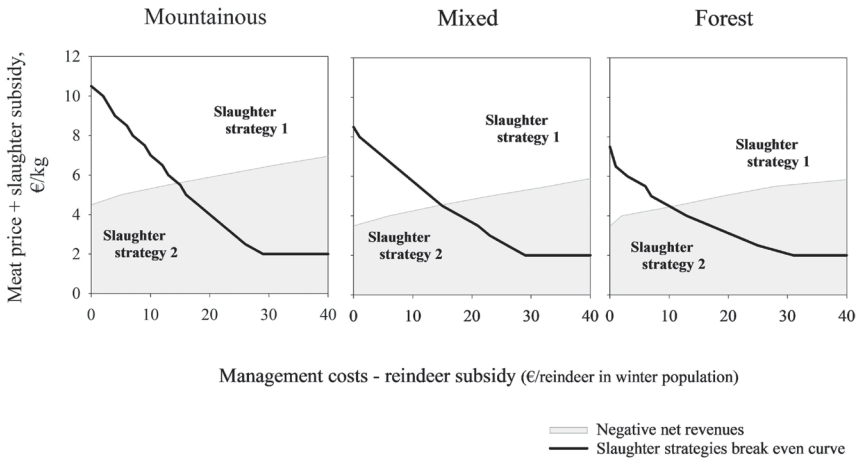 Mountainous
Mixed
Forest
Meat price + slaughter subsidy,
€/kg
12
10
8
6
4
2
0
Slaughter
strategy 1
Slaughter
strategy 2
0 10 20 30 40
Slaughter
strategy 1
Slaughter
strategy 2
0 10 20 30 40
Slaughter
strategy 1
Slaughter
strategy 2
0 10 20 30 40
Management costs - reindeer subsidy (€/reindeer in winter population)
Negative net revenues
Slaughter strategies break even curve